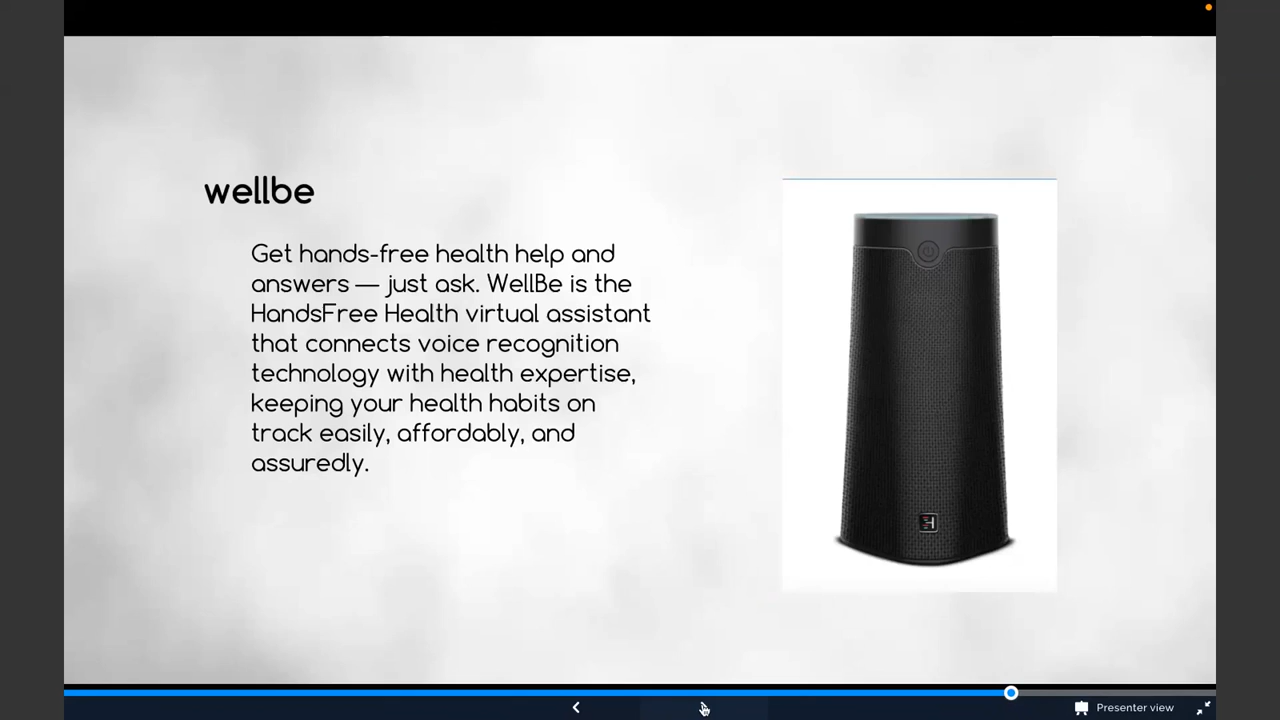 wellbe
Get hands-free health help and
answers — just ask. WellBe is the
HandsFree Health virtual assistant
that connects voice recognition
technology with health expertise,
keeping your health habits on
track easily, affordably, and
assuredly.
Presenter view